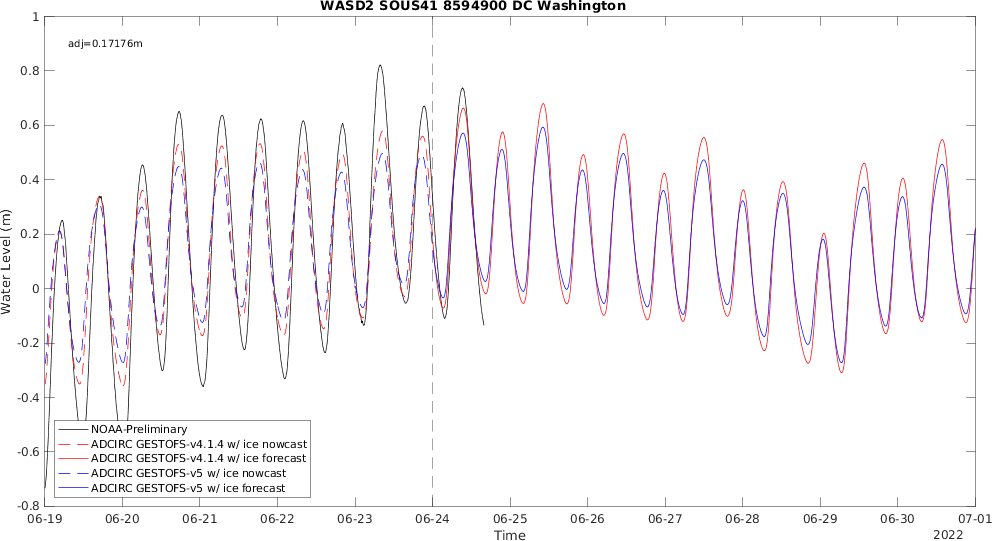 WASD2 SOUS41 8594900 DC Washington
adj=0.17176m
1
0.8
0.6
0.4
0.2
0
-0.2
-0.4
-0.6
-0.8
Water Level (m)
NOAA-Preliminary
ADCIRC GESTOFS-v4.1.4 w/ ice nowcast
ADCIRC GESTOFS-v4.1.4 w/ ice forecast
ADCIRC GESTOFS-v5 w/ ice nowcast
ADCIRC GESTOFS-v5 w/ ice forecast
06-19 06-20 06-21 06-22 06-23 06-24 06-25 06-26 06-27 06-28 06-29 06-30 07-01
Time
2022